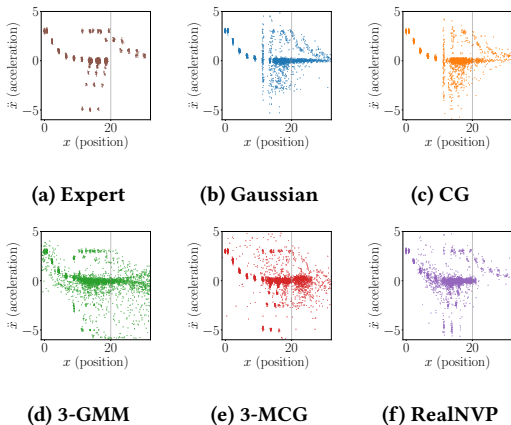 5
0
−5
ẍ (acceleration)
0
20
x (position)
(a) Expert
5
0
−5
ẍ (acceleration)
0
20
x (position)
(b) Gaussian
5
0
−5
ẍ (acceleration)
0
20
x (position)
(c) CG
5
0
−5
ẍ (acceleration)
0
20
x (position)
(d) 3-GMM
5
0
−5
ẍ (acceleration)
0
20
x (position)
(e) 3-MCG
5
0
−5
ẍ (acceleration)
0
20
x (position)
(f) RealNVP